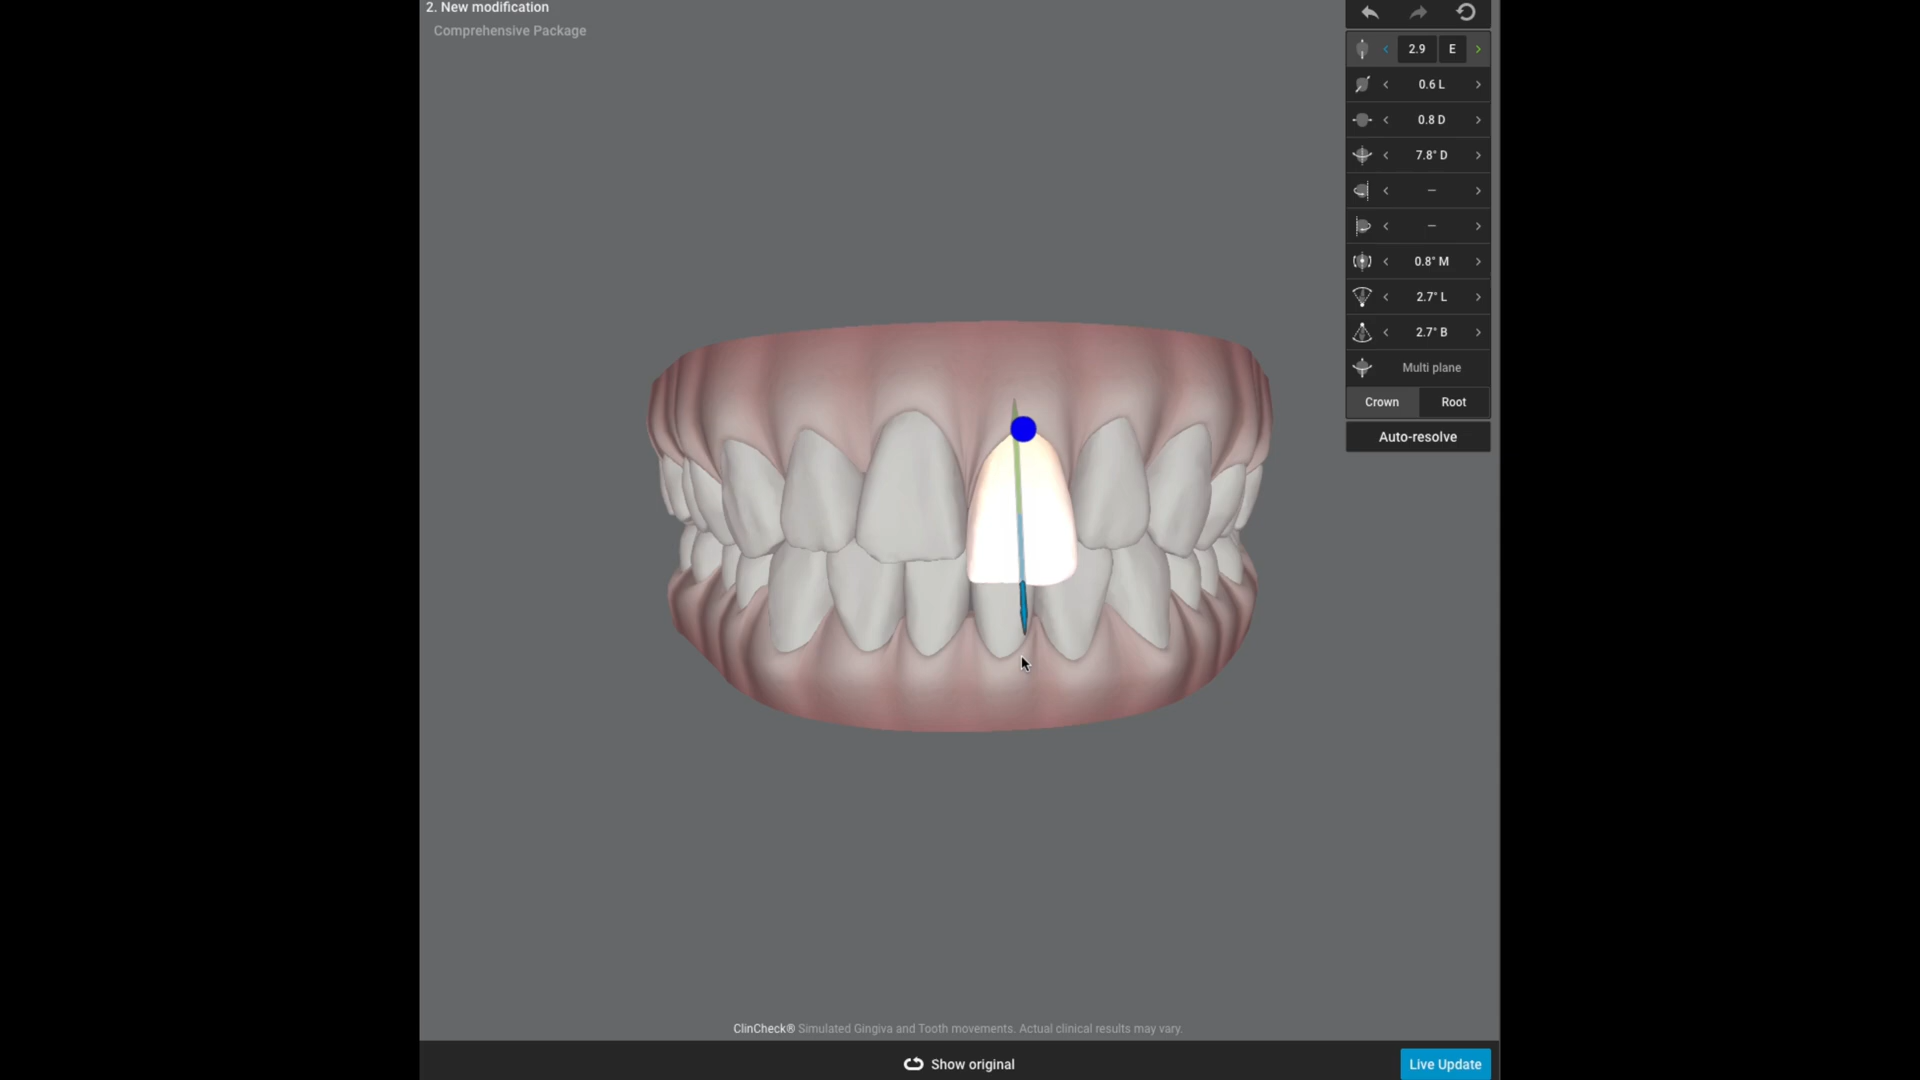 2. New modification
Comprehensive Package
2.9 E
0.6 L
0.8 D
7.8° D
–
–
0.8° M
2.7° L
2.7° B
Multi plane
Crown Root
Auto-resolve
ClinCheck® Simulated Gingiva and Tooth movements. Actual clinical results may vary.
Show original
Live Update